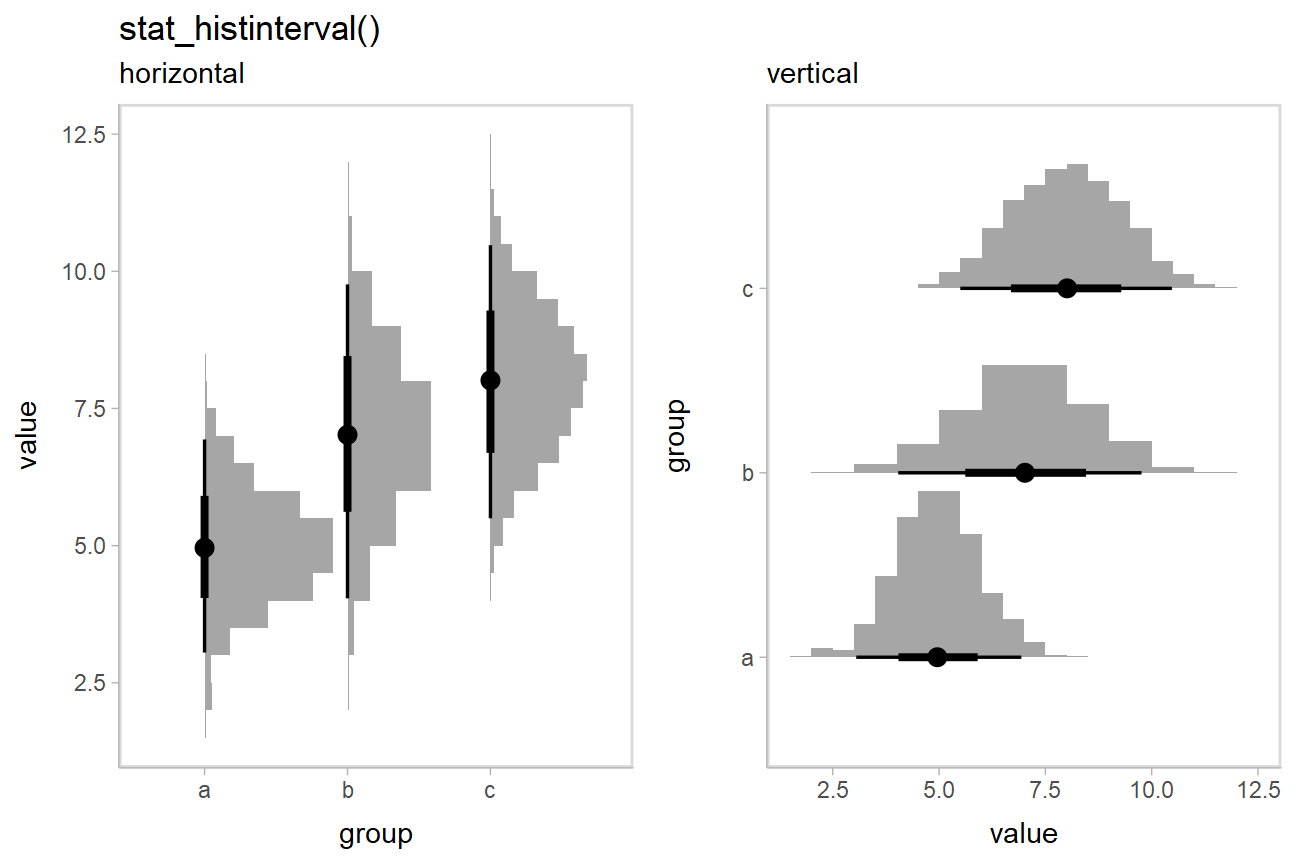 stat_histinterval()
horizontal
value
12.5
10.0
7.5
5.0
2.5
a
b
c
group
vertical
group
c
b
a
2.5
5.0
7.5
10.0
12.5
value